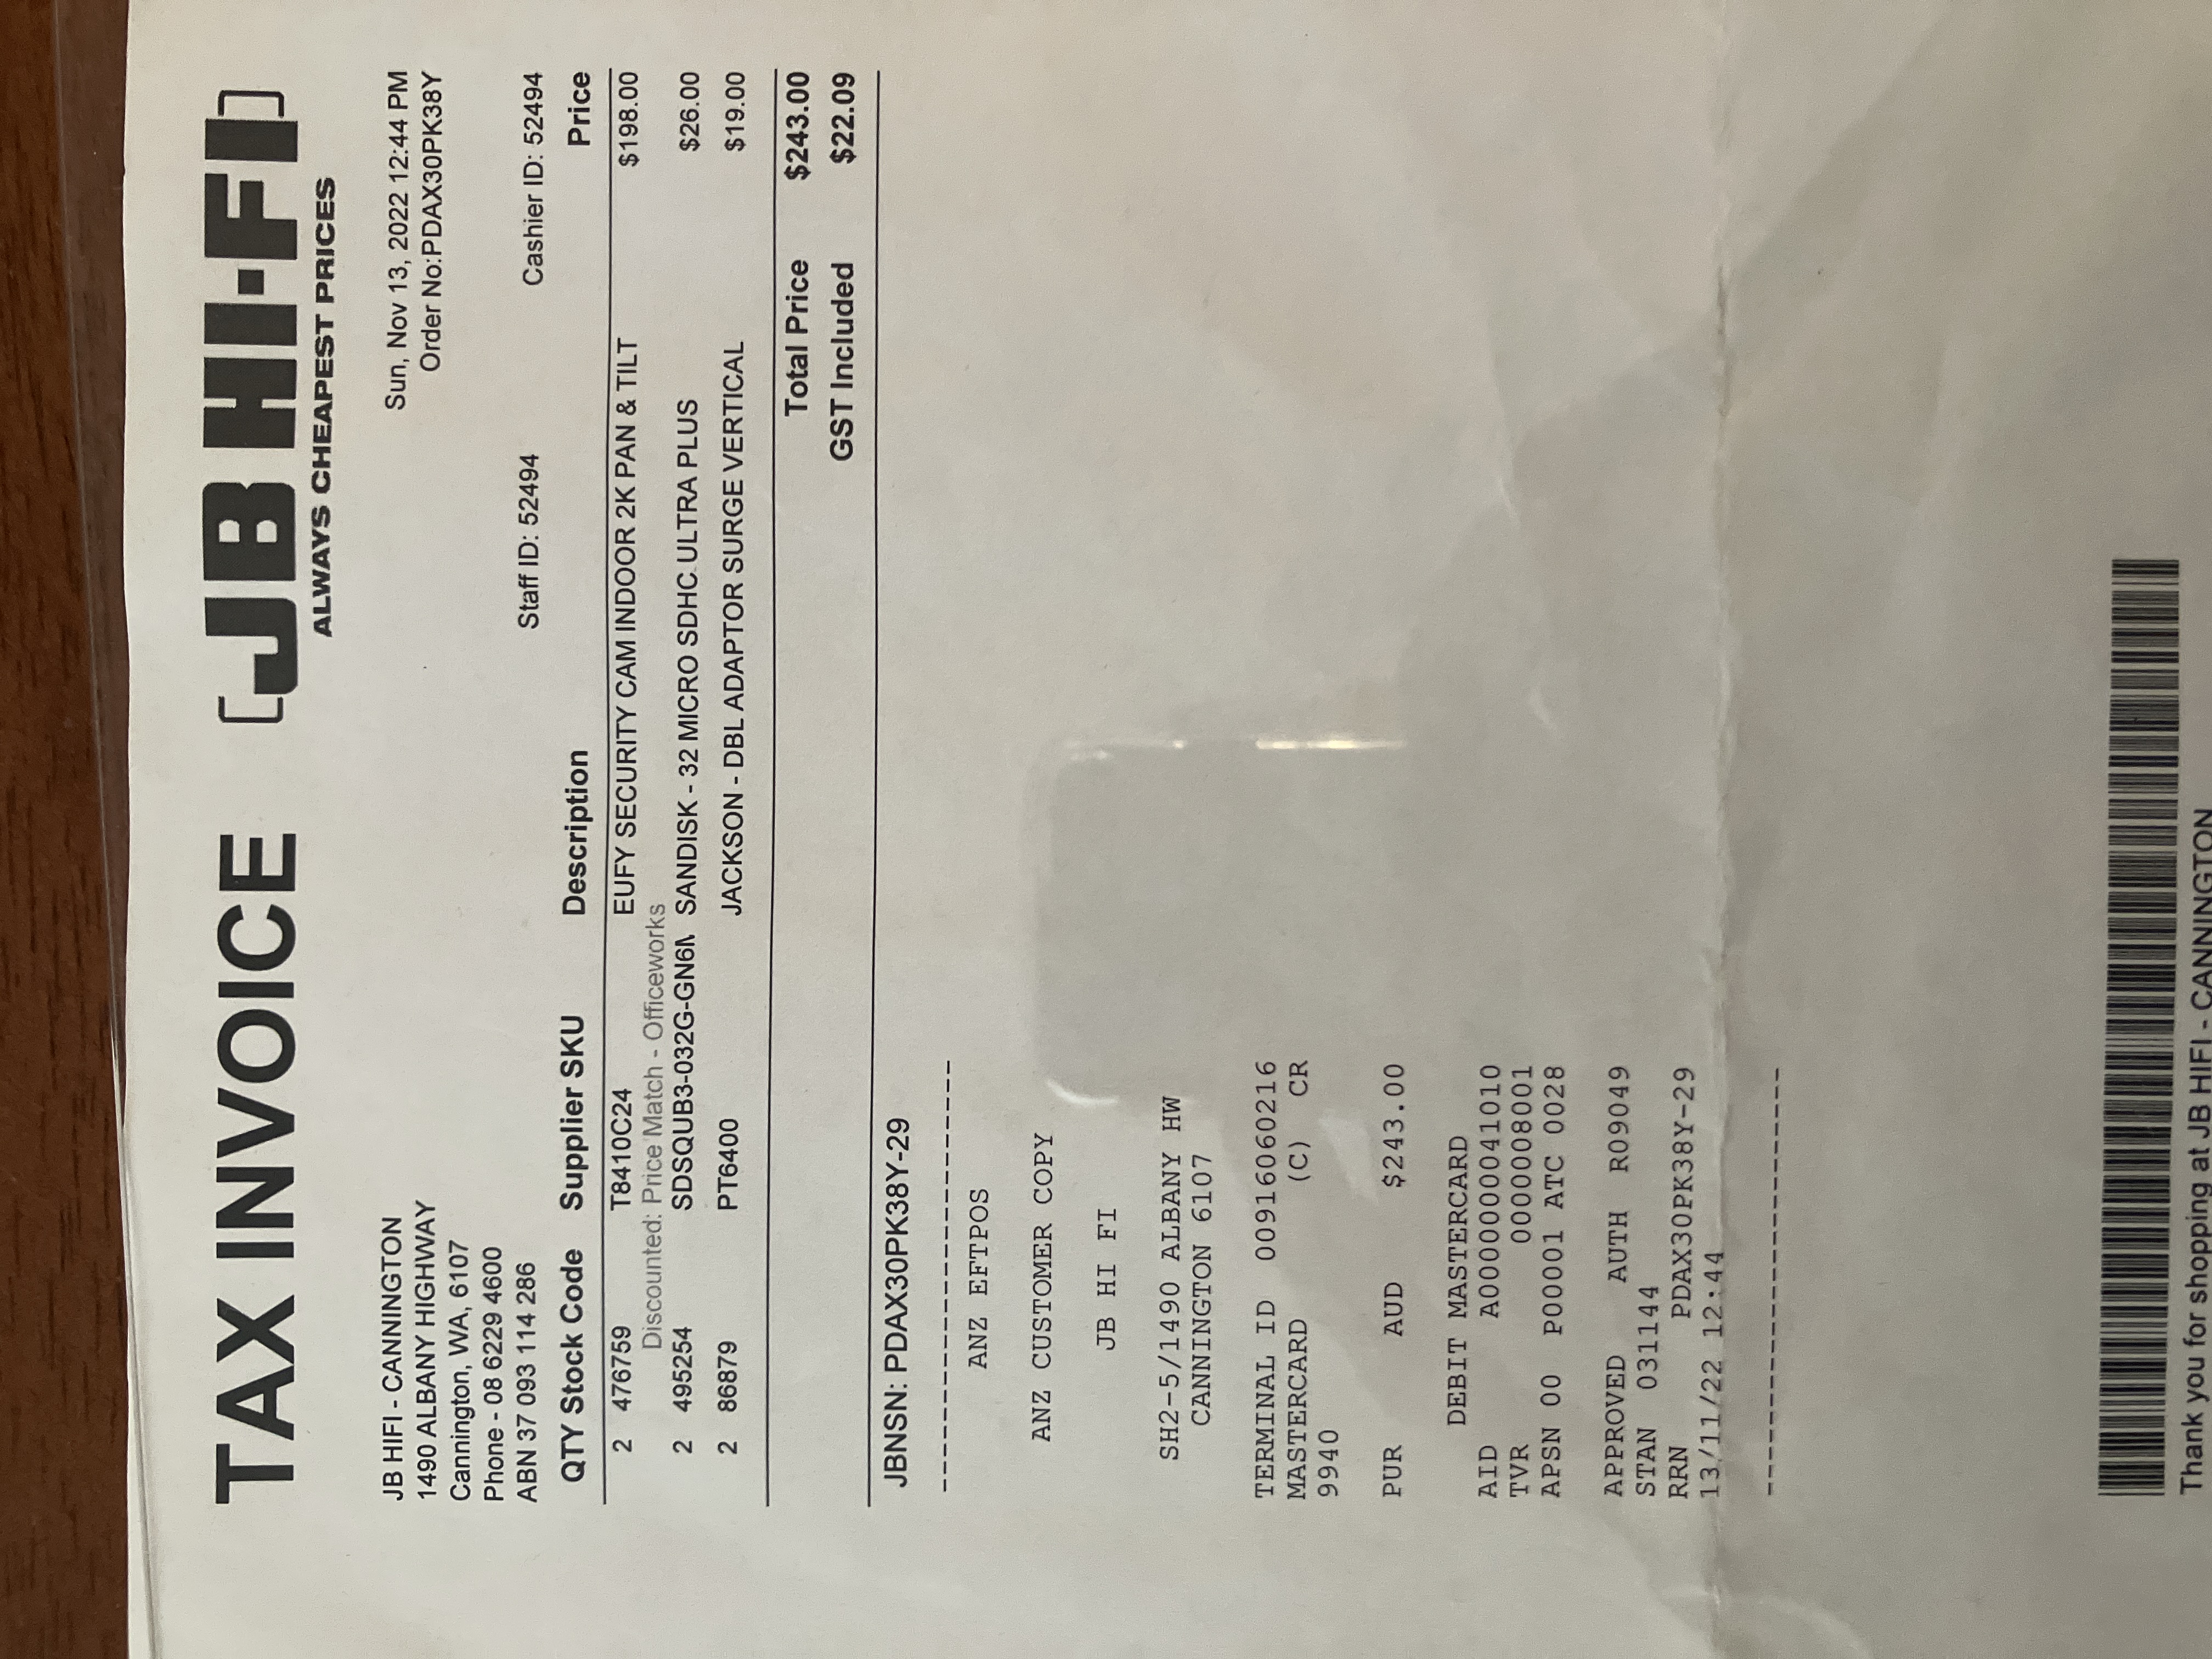 TAX INVOICE
JB HI-FI
ALWAYS CHEAPEST PRICES
JB HIFI - CANNINGTON
1490 ALBANY HIGHWAY
Cannington, WA, 6107
Phone - 08 6229 4600
ABN 37 093 114 286
Sun, Nov 13, 2022 12:44 PM
Order No:PDAX30PK38Y
Staff ID: 52494 Cashier ID: 52494
QTY Stock Code Supplier SKU Description Price
2 476759 T8410C24 EUFY SECURITY CAM INDOOR 2K PAN & TILT $198.00
Discounted: Price Match - Officeworks
2 495254 SDSQUB3-032G-GN6M SANDISK - 32 MICRO SDHC ULTRA PLUS $26.00
2 86879 PT6400 JACKSON - DBL ADAPTOR SURGE VERTICAL $19.00
Total Price $243.00
GST Included $22.09
JBNSN: PDAX30PK38Y-29
------------------------
ANZ EFTPOS
ANZ CUSTOMER COPY
JB HI FI
SH2-5/1490 ALBANY HW
CANNINGTON 6107
TERMINAL ID 00916060216
MASTERCARD (C) CR
9940
PUR AUD $243.00
DEBIT MASTERCARD
AID A0000000041010
TVR 0000008001
APSN 00 P00001 ATC 0028
APPROVED AUTH R09049
STAN 031144
RRN PDAX30PK38Y-29
13/11/22 12:44
------------------------
Thank you for shopping at JB HIFI - CANNINGTON